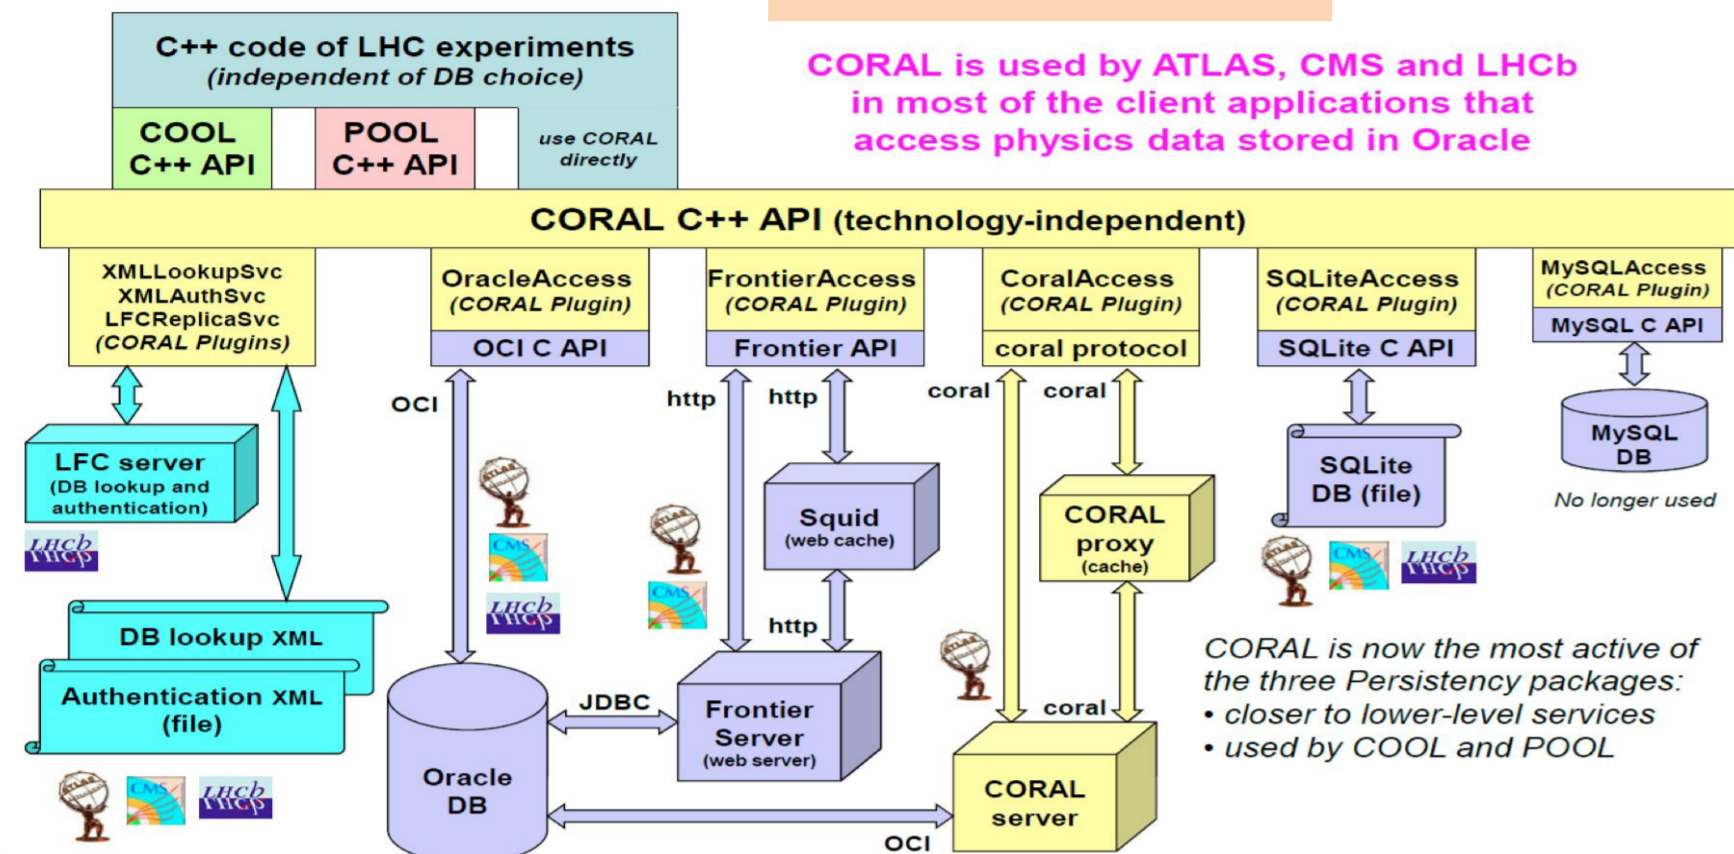 C++ code of LHC experiments
(independent of DB choice)
CORAL is used by ATLAS, CMS and LHCb
in most of the client applications that
access physics data stored in Oracle
COOL
C++ API
POOL
C++ API
use CORAL
directly
CORAL C++ API (technology-independent)
XMLLookupSvc
XMLAuthSvc
LFCReplicaSvc
(CORAL Plugins)
OracleAccess
(CORAL Plugin)
OCI C API
FrontierAccess
(CORAL Plugin)
Frontier API
CoralAccess
(CORAL Plugin)
coral protocol
SQLiteAccess
(CORAL Plugin)
SQLite C API
MySQLAccess
(CORAL Plugin)
MySQL C API
OCI
http
http
coral
coral
LFC server
(DB lookup and
authentication)
LHCb
ATLAS
CMS
LHCb
ATLAS
CMS
Squid
(web cache)
http
CORAL
proxy
(cache)
SQLite
DB (file)
ATLAS
CMS
LHCb
MySQL
DB
No longer used
DB lookup XML
Authentication XML
(file)
ATLAS
CMS
LHCb
Oracle
DB
JDBC
Frontier
Server
(web server)
ATLAS
coral
CORAL
server
OCI
CORAL is now the most active of
the three Persistency packages:
• closer to lower-level services
• used by COOL and POOL